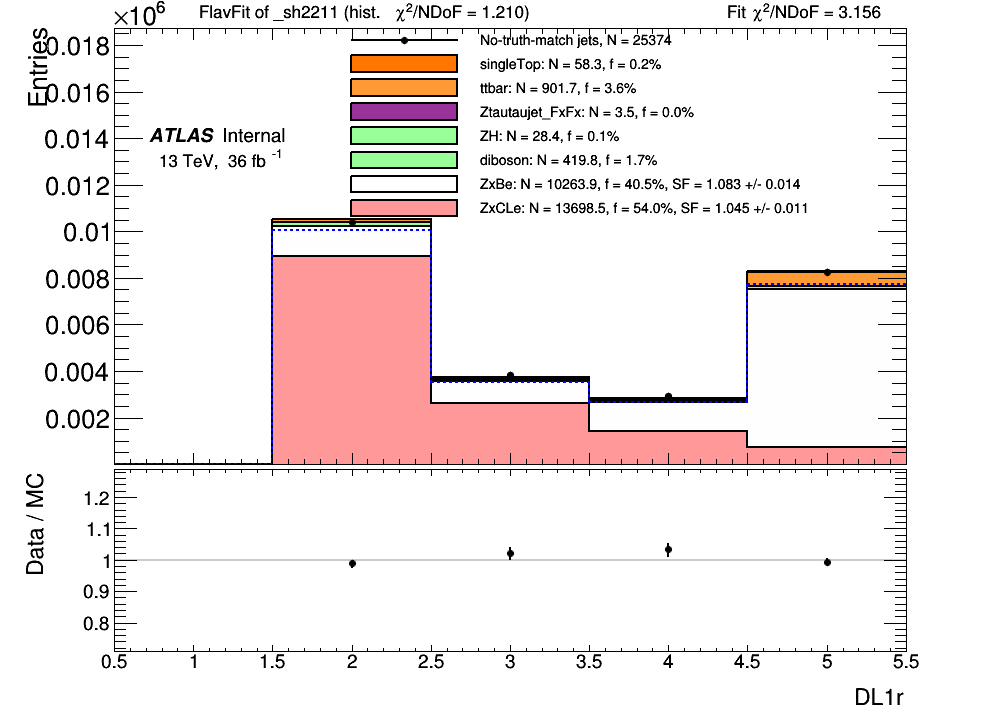 ×10^6 FlavFit of _sh2211 (hist. χ²/NDoF = 1.210) Fit χ²/NDoF = 3.156
Entries
0.018
0.016
0.014
0.012
0.01
0.008
0.006
0.004
0.002
ATLAS Internal
13 TeV, 36 fb⁻¹
No-truth-match jets, N = 25374
singleTop: N = 58.3, f = 0.2%
ttbar: N = 901.7, f = 3.6%
Ztautaujet_FxFx: N = 3.5, f = 0.0%
ZH: N = 28.4, f = 0.1%
diboson: N = 419.8, f = 1.7%
ZxBe: N = 10263.9, f = 40.5%, SF = 1.083 +/- 0.014
ZxCLe: N = 13698.5, f = 54.0%, SF = 1.045 +/- 0.011
Data / MC
1.2
1.1
1
0.9
0.8
0.5 1 1.5 2 2.5 3 3.5 4 4.5 5 5.5
DL1r